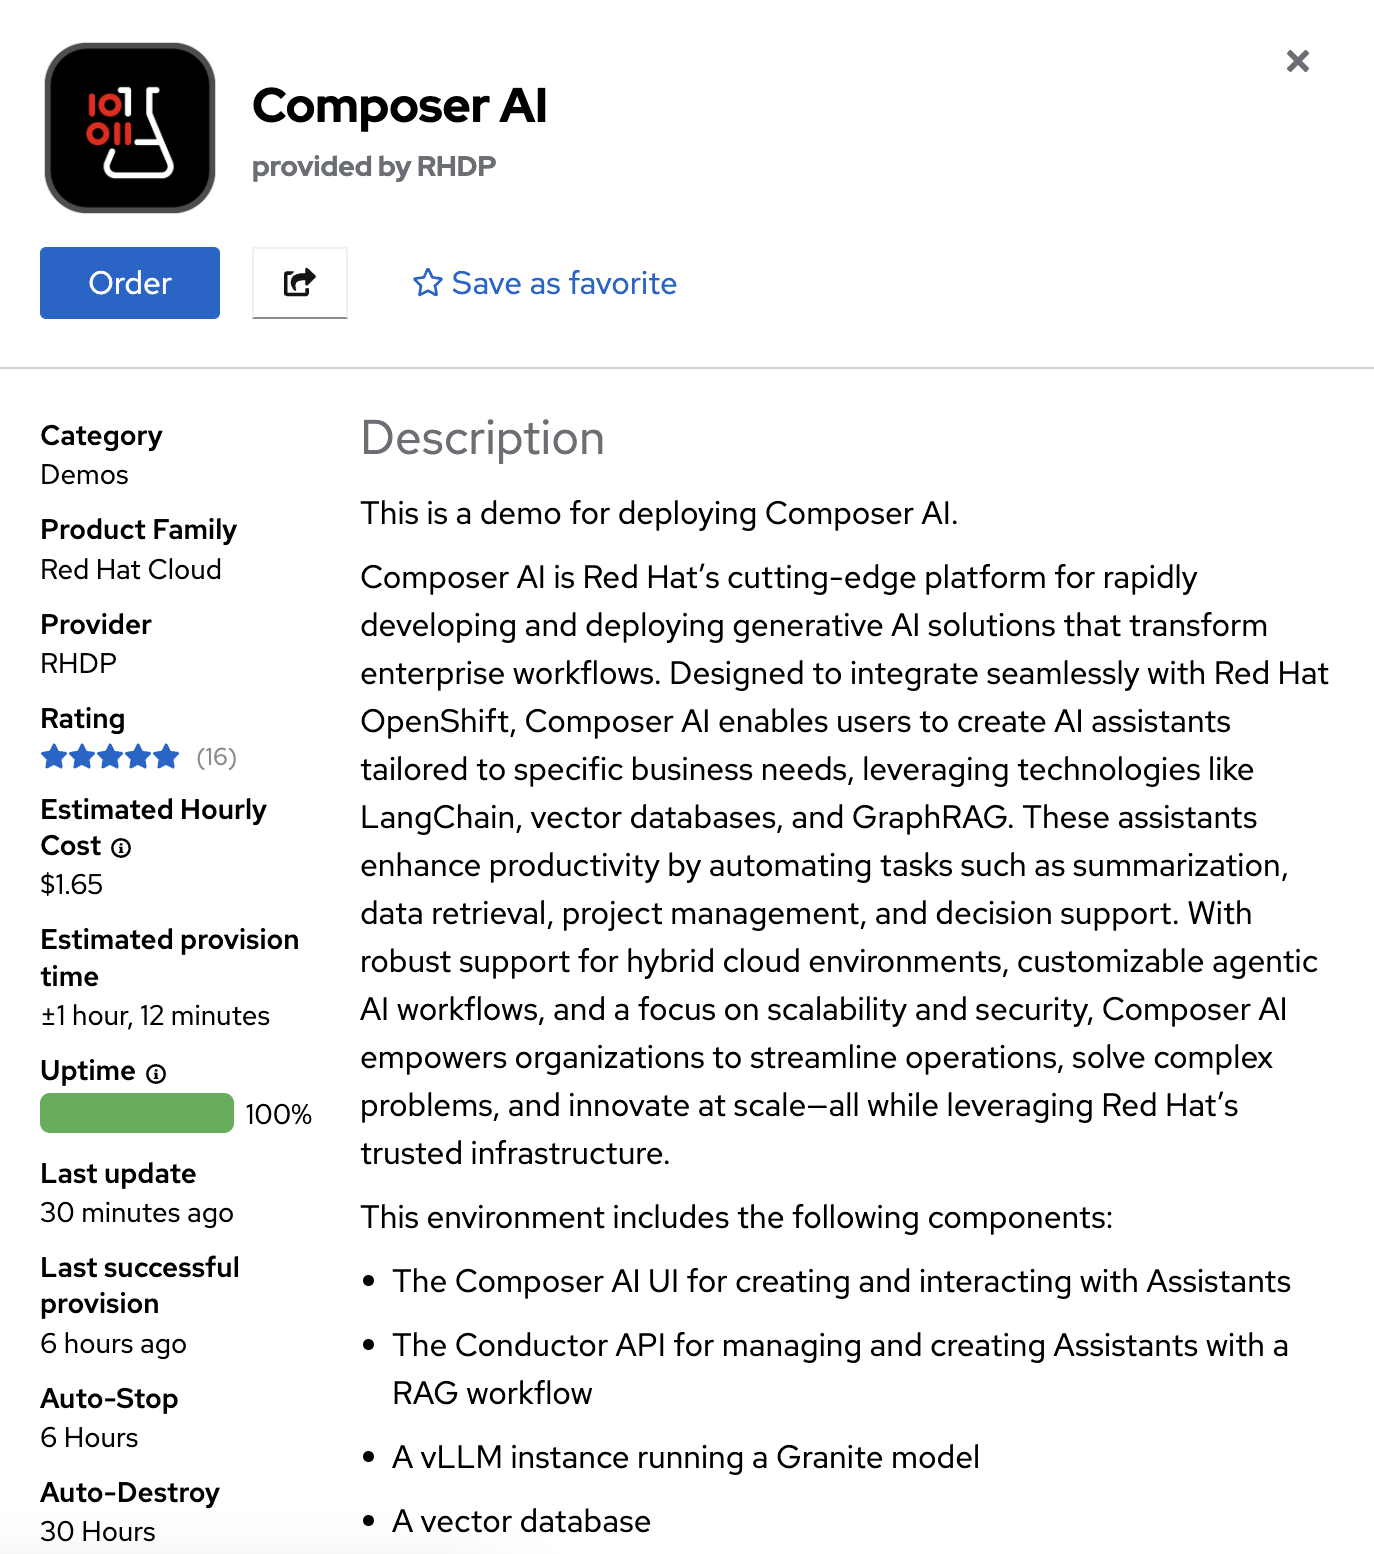 101
011
Composer AI
provided by RHDP
Order
Save as favorite
Category
Demos
Product Family
Red Hat Cloud
Provider
RHDP
Rating
(16)
Estimated Hourly
Cost
$1.65
Estimated provision
time
±1 hour, 12 minutes
Uptime
100%
Last update
30 minutes ago
Last successful
provision
6 hours ago
Auto-Stop
6 Hours
Auto-Destroy
30 Hours
Description
This is a demo for deploying Composer AI.
Composer AI is Red Hat’s cutting-edge platform for rapidly
developing and deploying generative AI solutions that transform
enterprise workflows. Designed to integrate seamlessly with Red Hat
OpenShift, Composer AI enables users to create AI assistants
tailored to specific business needs, leveraging technologies like
LangChain, vector databases, and GraphRAG. These assistants
enhance productivity by automating tasks such as summarization,
data retrieval, project management, and decision support. With
robust support for hybrid cloud environments, customizable agentic
AI workflows, and a focus on scalability and security, Composer AI
empowers organizations to streamline operations, solve complex
problems, and innovate at scale—all while leveraging Red Hat’s
trusted infrastructure.
This environment includes the following components:
• The Composer AI UI for creating and interacting with Assistants
• The Conductor API for managing and creating Assistants with a
RAG workflow
• A vLLM instance running a Granite model
• A vector database